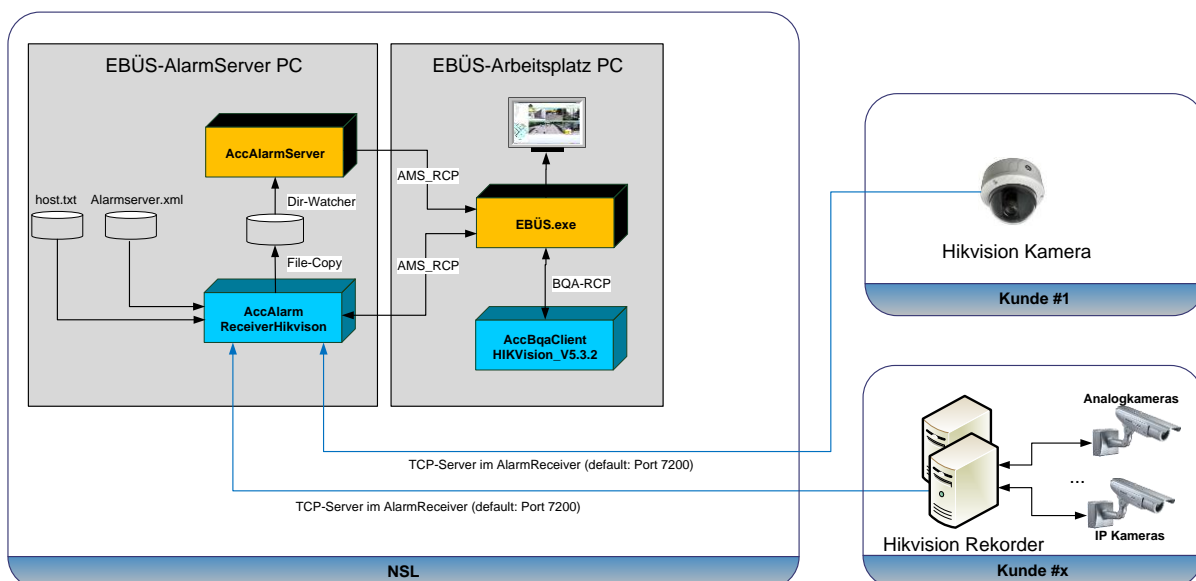 EBÜS-AlarmServer PC
EBÜS-Arbeitsplatz PC
AccAlarmServer
AMS_RCP
host.txt
Alarmserver.xml
Dir-Watcher
EBÜS.exe
File-Copy
AMS_RCP
BQA-RCP
AccAlarm
ReceiverHikvison
AccBqaClient
HIKVision_V5.3.2
TCP-Server im AlarmReceiver (default: Port 7200)
TCP-Server im AlarmReceiver (default: Port 7200)
NSL
Hikvision Kamera
Kunde #1
Analogkameras
...
IP Kameras
Hikvision Rekorder
Kunde #x